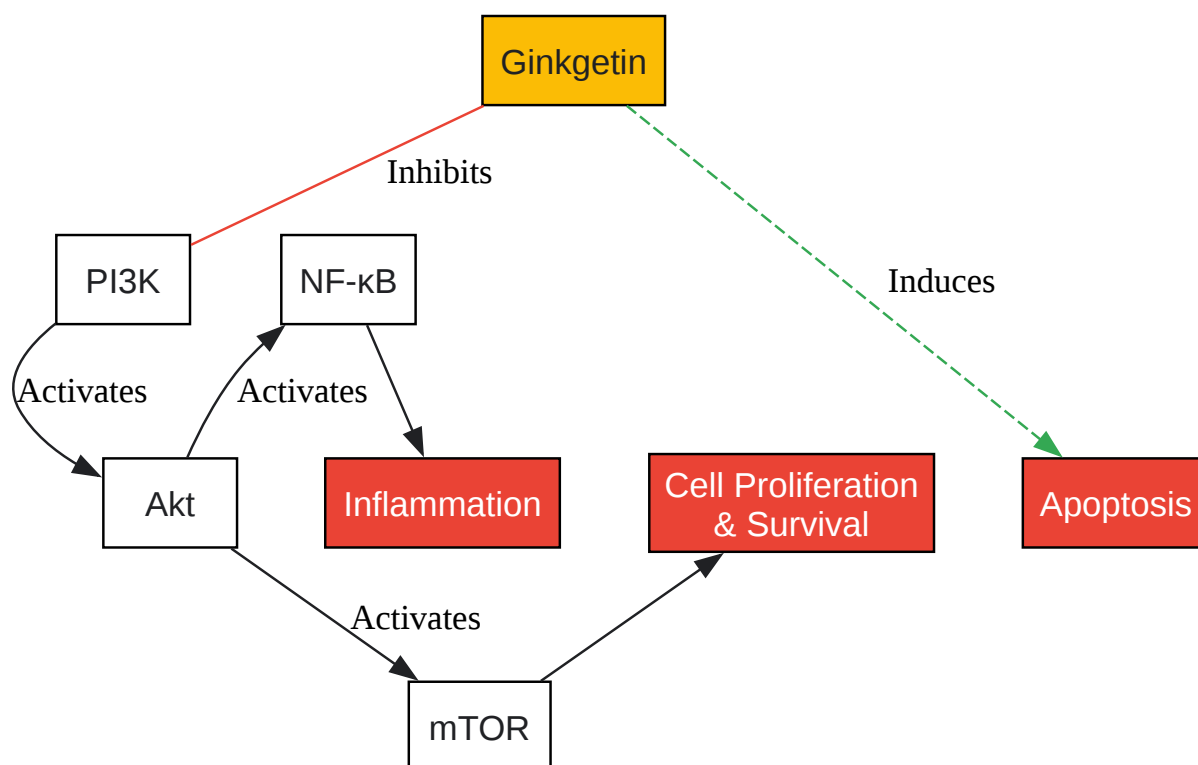 Ginkgetin
Inhibits
PI3K
NF-κB
Induces
Activates
Activates
Akt
Inflammation
Cell Proliferation
& Survival
Apoptosis
Activates
mTOR